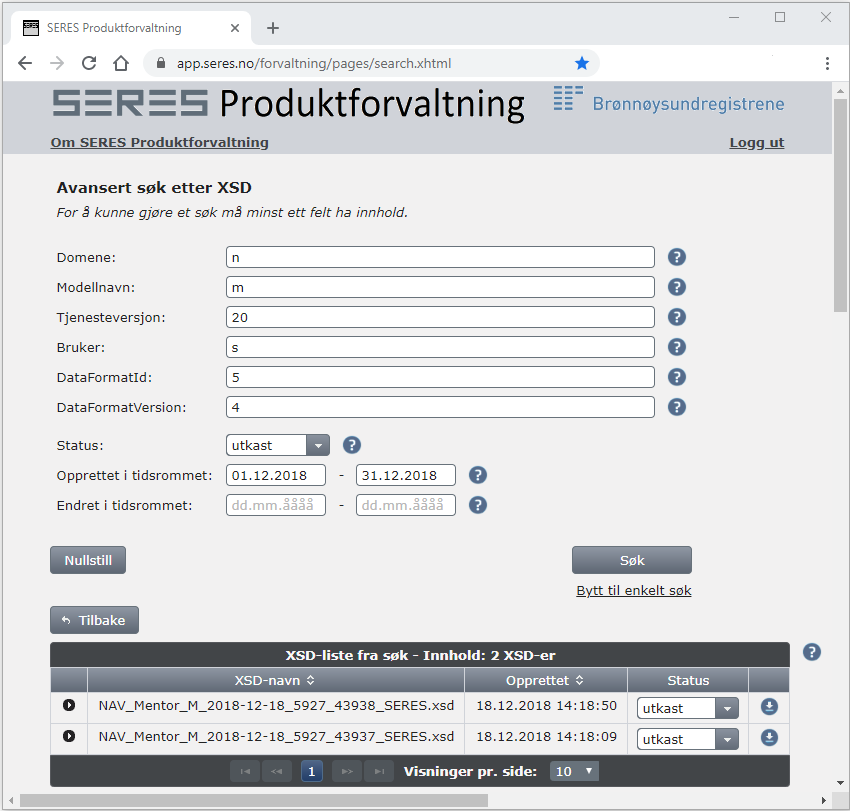 SERES Produktforvaltning
app.seres.no/forvaltning/pages/search.xhtml
SERES Produktforvaltning
Brønnøysundregistrene
Om SERES Produktforvaltning
Logg ut
Avansert søk etter XSD
For å kunne gjøre et søk må minst ett felt ha innhold.
Domene: n ?
Modellnavn: m ?
Tjenesteversjon: 20 ?
Bruker: s ?
DataFormatId: 5 ?
DataFormatVersion: 4 ?
Status: utkast ?
Opprettet i tidsrommet: 01.12.2018 - 31.12.2018 ?
Endret i tidsrommet: dd.mm.åååå - dd.mm.åååå ?
Nullstill Søk
Bytt til enkelt søk
Tilbake
XSD-liste fra søk - Innhold: 2 XSD-er ?
XSD-navn Opprettet Status
NAV_Mentor_M_2018-12-18_5927_43938_SERES.xsd 18.12.2018 14:18:50 utkast
NAV_Mentor_M_2018-12-18_5927_43937_SERES.xsd 18.12.2018 14:18:09 utkast
1 Visninger pr. side: 10